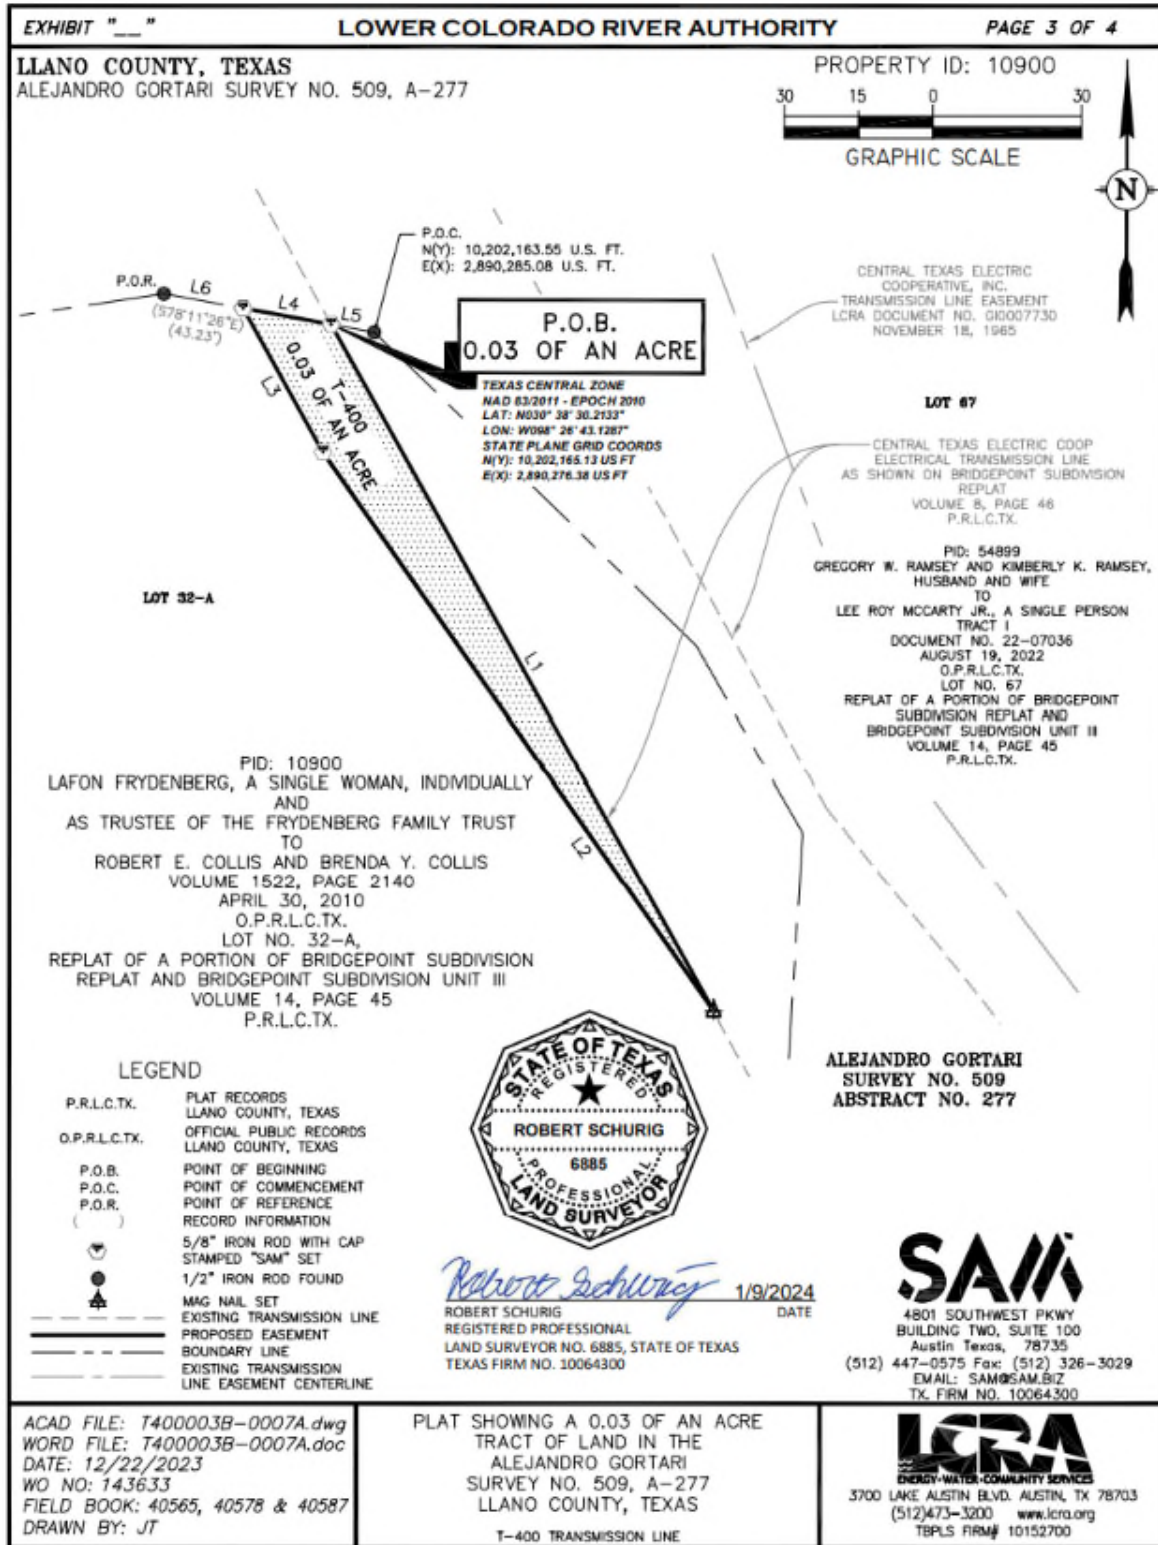 EXHIBIT "__"
LOWER COLORADO RIVER AUTHORITY
PAGE 3 OF 4
LLANO COUNTY, TEXAS
ALEJANDRO GORTARI SURVEY NO. 509, A-277
PROPERTY ID: 10900
30 15 0 30
GRAPHIC SCALE
N
P.O.C.
N(Y): 10,202,163.55 U.S. FT.
E(X): 2,890,285.08 U.S. FT.
P.O.R.
L6
L4
L5
(S78°11'26"E)
(43.23')
L3
T-400
0.03 OF AN ACRE
P.O.B.
0.03 OF AN ACRE
TEXAS CENTRAL ZONE
NAD 83/2011 - EPOCH 2010
LAT: N030° 38' 30.2133"
LON: W098° 26' 43.1287"
STATE PLANE GRID COORDS
N(Y): 10,202,165.13 US FT
E(X): 2,890,276.38 US FT
CENTRAL TEXAS ELECTRIC
COOPERATIVE, INC.
TRANSMISSION LINE EASEMENT
LCRA DOCUMENT NO. GI0007730
NOVEMBER 18, 1965
LOT 67
CENTRAL TEXAS ELECTRIC COOP
ELECTRICAL TRANSMISSION LINE
AS SHOWN ON BRIDGEPOINT SUBDIVISION
REPLAT
VOLUME 8, PAGE 46
P.R.L.C.TX.
PID: 54899
GREGORY W. RAMSEY AND KIMBERLY K. RAMSEY,
HUSBAND AND WIFE
TO
LEE ROY MCCARTY JR., A SINGLE PERSON
TRACT I
DOCUMENT NO. 22-07036
AUGUST 19, 2022
O.P.R.L.C.TX.
LOT NO. 67
REPLAT OF A PORTION OF BRIDGEPOINT
SUBDIVISION REPLAT AND
BRIDGEPOINT SUBDIVISION UNIT III
VOLUME 14, PAGE 45
P.R.L.C.TX.
LOT 32-A
L1
L2
PID: 10900
LAFON FRYDENBERG, A SINGLE WOMAN, INDIVIDUALLY
AND
AS TRUSTEE OF THE FRYDENBERG FAMILY TRUST
TO
ROBERT E. COLLIS AND BRENDA Y. COLLIS
VOLUME 1522, PAGE 2140
APRIL 30, 2010
O.P.R.L.C.TX.
LOT NO. 32-A,
REPLAT OF A PORTION OF BRIDGEPOINT SUBDIVISION
REPLAT AND BRIDGEPOINT SUBDIVISION UNIT III
VOLUME 14, PAGE 45
P.R.L.C.TX.
ALEJANDRO GORTARI
SURVEY NO. 509
ABSTRACT NO. 277
LEGEND
P.R.L.C.TX. PLAT RECORDS
LLANO COUNTY, TEXAS
O.P.R.L.C.TX. OFFICIAL PUBLIC RECORDS
LLANO COUNTY, TEXAS
P.O.B. POINT OF BEGINNING
P.O.C. POINT OF COMMENCEMENT
P.O.R. POINT OF REFERENCE
( ) RECORD INFORMATION
5/8" IRON ROD WITH CAP
STAMPED "SAM" SET
1/2" IRON ROD FOUND
MAG NAIL SET
EXISTING TRANSMISSION LINE
PROPOSED EASEMENT
BOUNDARY LINE
EXISTING TRANSMISSION
LINE EASEMENT CENTERLINE
STATE OF TEXAS
REGISTERED
ROBERT SCHURIG
6885
PROFESSIONAL
LAND SURVEYOR
Robert Schurig 1/9/2024
ROBERT SCHURIG DATE
REGISTERED PROFESSIONAL
LAND SURVEYOR NO. 6885, STATE OF TEXAS
TEXAS FIRM NO. 10064300
SAM
4801 SOUTHWEST PKWY
BUILDING TWO, SUITE 100
Austin Texas, 78735
(512) 447-0575 Fax: (512) 326-3029
EMAIL: SAM@SAM.BIZ
TX. FIRM NO. 10064300
ACAD FILE: T400003B-0007A.dwg
WORD FILE: T400003B-0007A.doc
DATE: 12/22/2023
WO NO: 143633
FIELD BOOK: 40565, 40578 & 40587
DRAWN BY: JT
PLAT SHOWING A 0.03 OF AN ACRE
TRACT OF LAND IN THE
ALEJANDRO GORTARI
SURVEY NO. 509, A-277
LLANO COUNTY, TEXAS
T-400 TRANSMISSION LINE
LCRA
ENERGY•WATER•COMMUNITY SERVICES
3700 LAKE AUSTIN BLVD. AUSTIN, TX 78703
(512)473-3200 www.lcra.org
TBPLS FIRM# 10152700